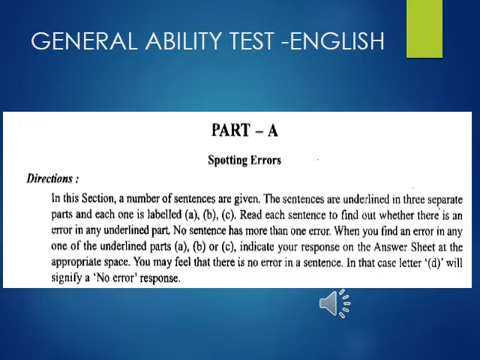 GENERAL ABILITY TEST -ENGLISH
PART – A
Spotting Errors
Directions :
In this Section, a number of sentences are given. The sentences are underlined in three separate
parts and each one is labelled (a), (b), (c). Read each sentence to find out whether there is an
error in any underlined part. No sentence has more than one error. When you find an error in any
one of the underlined parts (a), (b) or (c), indicate your response on the Answer Sheet at the
appropriate space. You may feel that there is no error in a sentence. In that case letter '(d)' will
signify a 'No error' response.